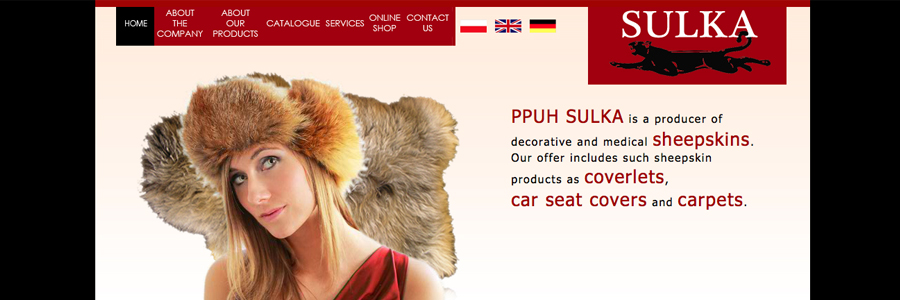 HOME
ABOUT
THE
COMPANY
ABOUT
OUR
PRODUCTS
CATALOGUE
SERVICES
ONLINE
SHOP
CONTACT
US
SULKA
PPUH SULKA is a producer of
decorative and medical sheepskins.
Our offer includes such sheepskin
products as coverlets,
car seat covers and carpets.